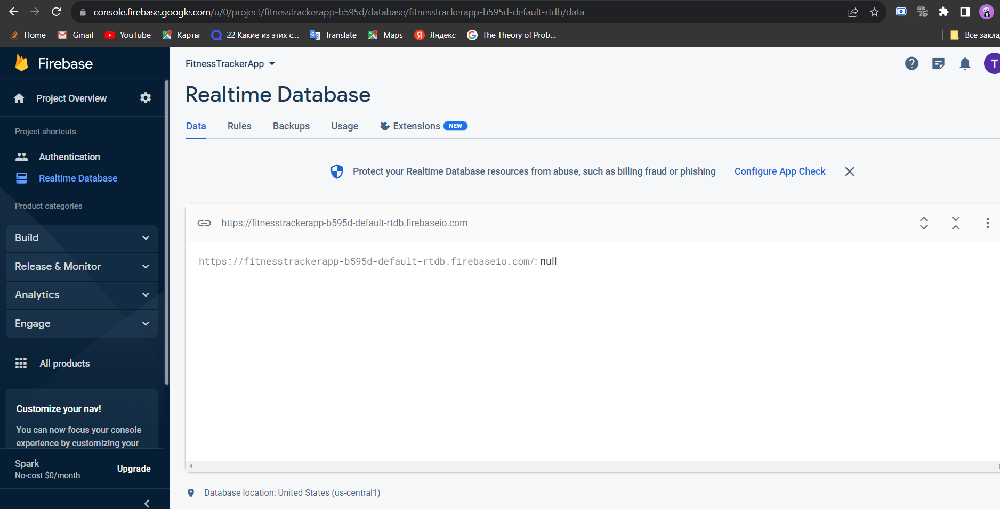 console.firebase.google.com/u/0/project/fitnesstrackerapp-b595d/database/fitnesstrackerapp-b595d-default-rtdb/data
Git Zip
Home Gmail YouTube Карты 22 Какие из этих с... Translate Maps Яндекс The Theory of Prob... Все закла
Firebase
FitnessTrackerApp
T
Project Overview
Realtime Database
Project shortcuts
Data Rules Backups Usage Extensions NEW
Authentication
Realtime Database
Protect your Realtime Database resources from abuse, such as billing fraud or phishing Configure App Check
Product categories
https://fitnesstrackerapp-b595d-default-rtdb.firebaseio.com
Build
https://fitnesstrackerapp-b595d-default-rtdb.firebaseio.com/: null
Release & Monitor
Analytics
Engage
All products
Customize your nav!
You can now focus your console
experience by customizing your
Spark
No-cost $0/month
Upgrade
Database location: United States (us-central1)